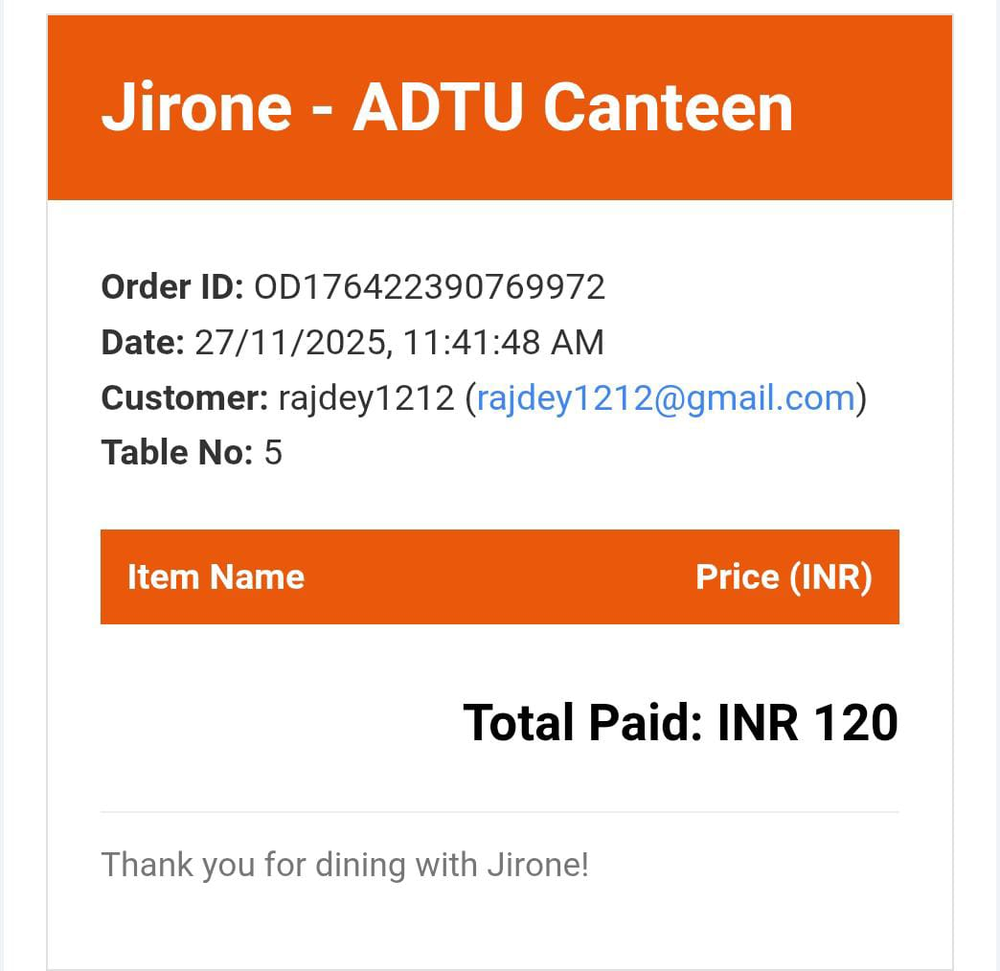 Jirone - ADTU Canteen
Order ID: OD176422390769972
Date: 27/11/2025, 11:41:48 AM
Customer: rajdey1212 (rajdey1212@gmail.com)
Table No: 5
Item Name Price (INR)
Total Paid: INR 120
Thank you for dining with Jirone!